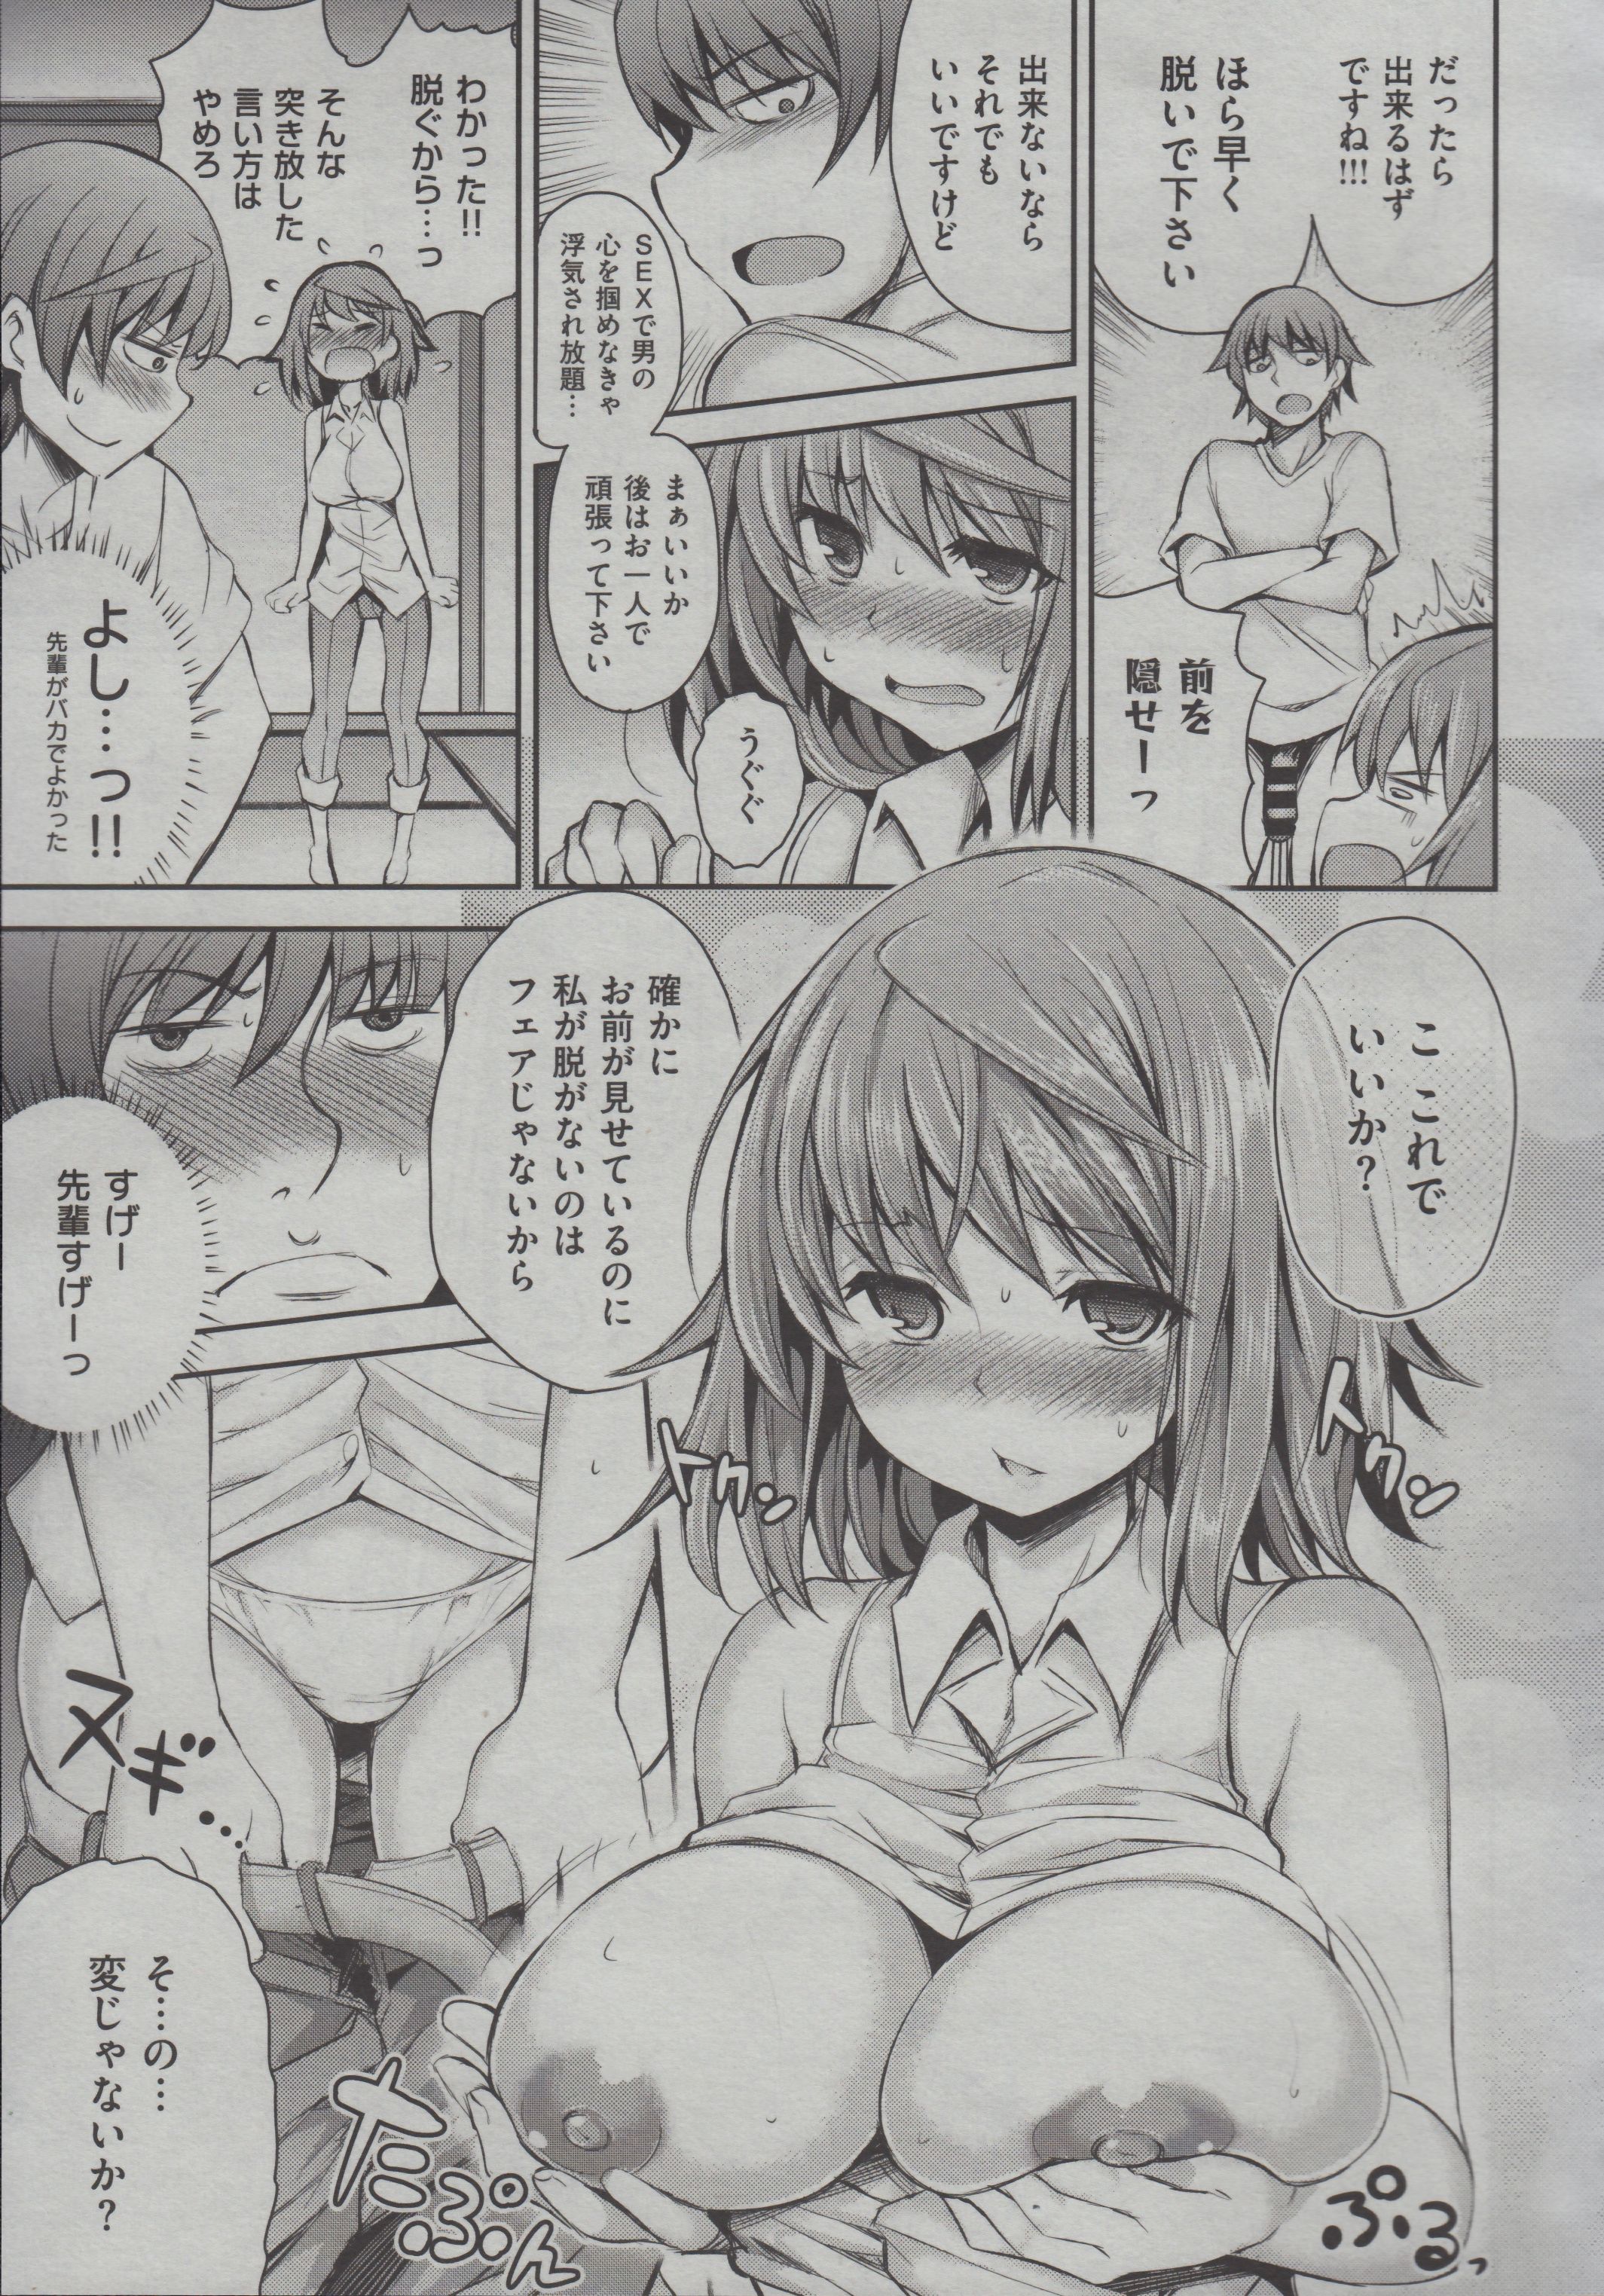 だったら
出来るはず
ですね!!!
ほら早く
脱いで下さい
前を
隠せーっ
出来ないなら
それでも
いいですけど
SEXで男の
心を掴めなきゃ
浮気され放題…
まぁいいか
後はお一人で
頑張って下さい
うぐぐ
わかった!!
脱ぐから…っ
そんな
突き放した
言い方は
やめろ
よし…っ!!
先輩がバカでよかった
こ これで
いいか?
確かに
お前が見せているのに
私が脱がないのは
フェアじゃないから
トクン
トクン
すげー
先輩すげーっ
ヌギ…
そ…の…
変じゃないか?
たぷん
ぷるっ